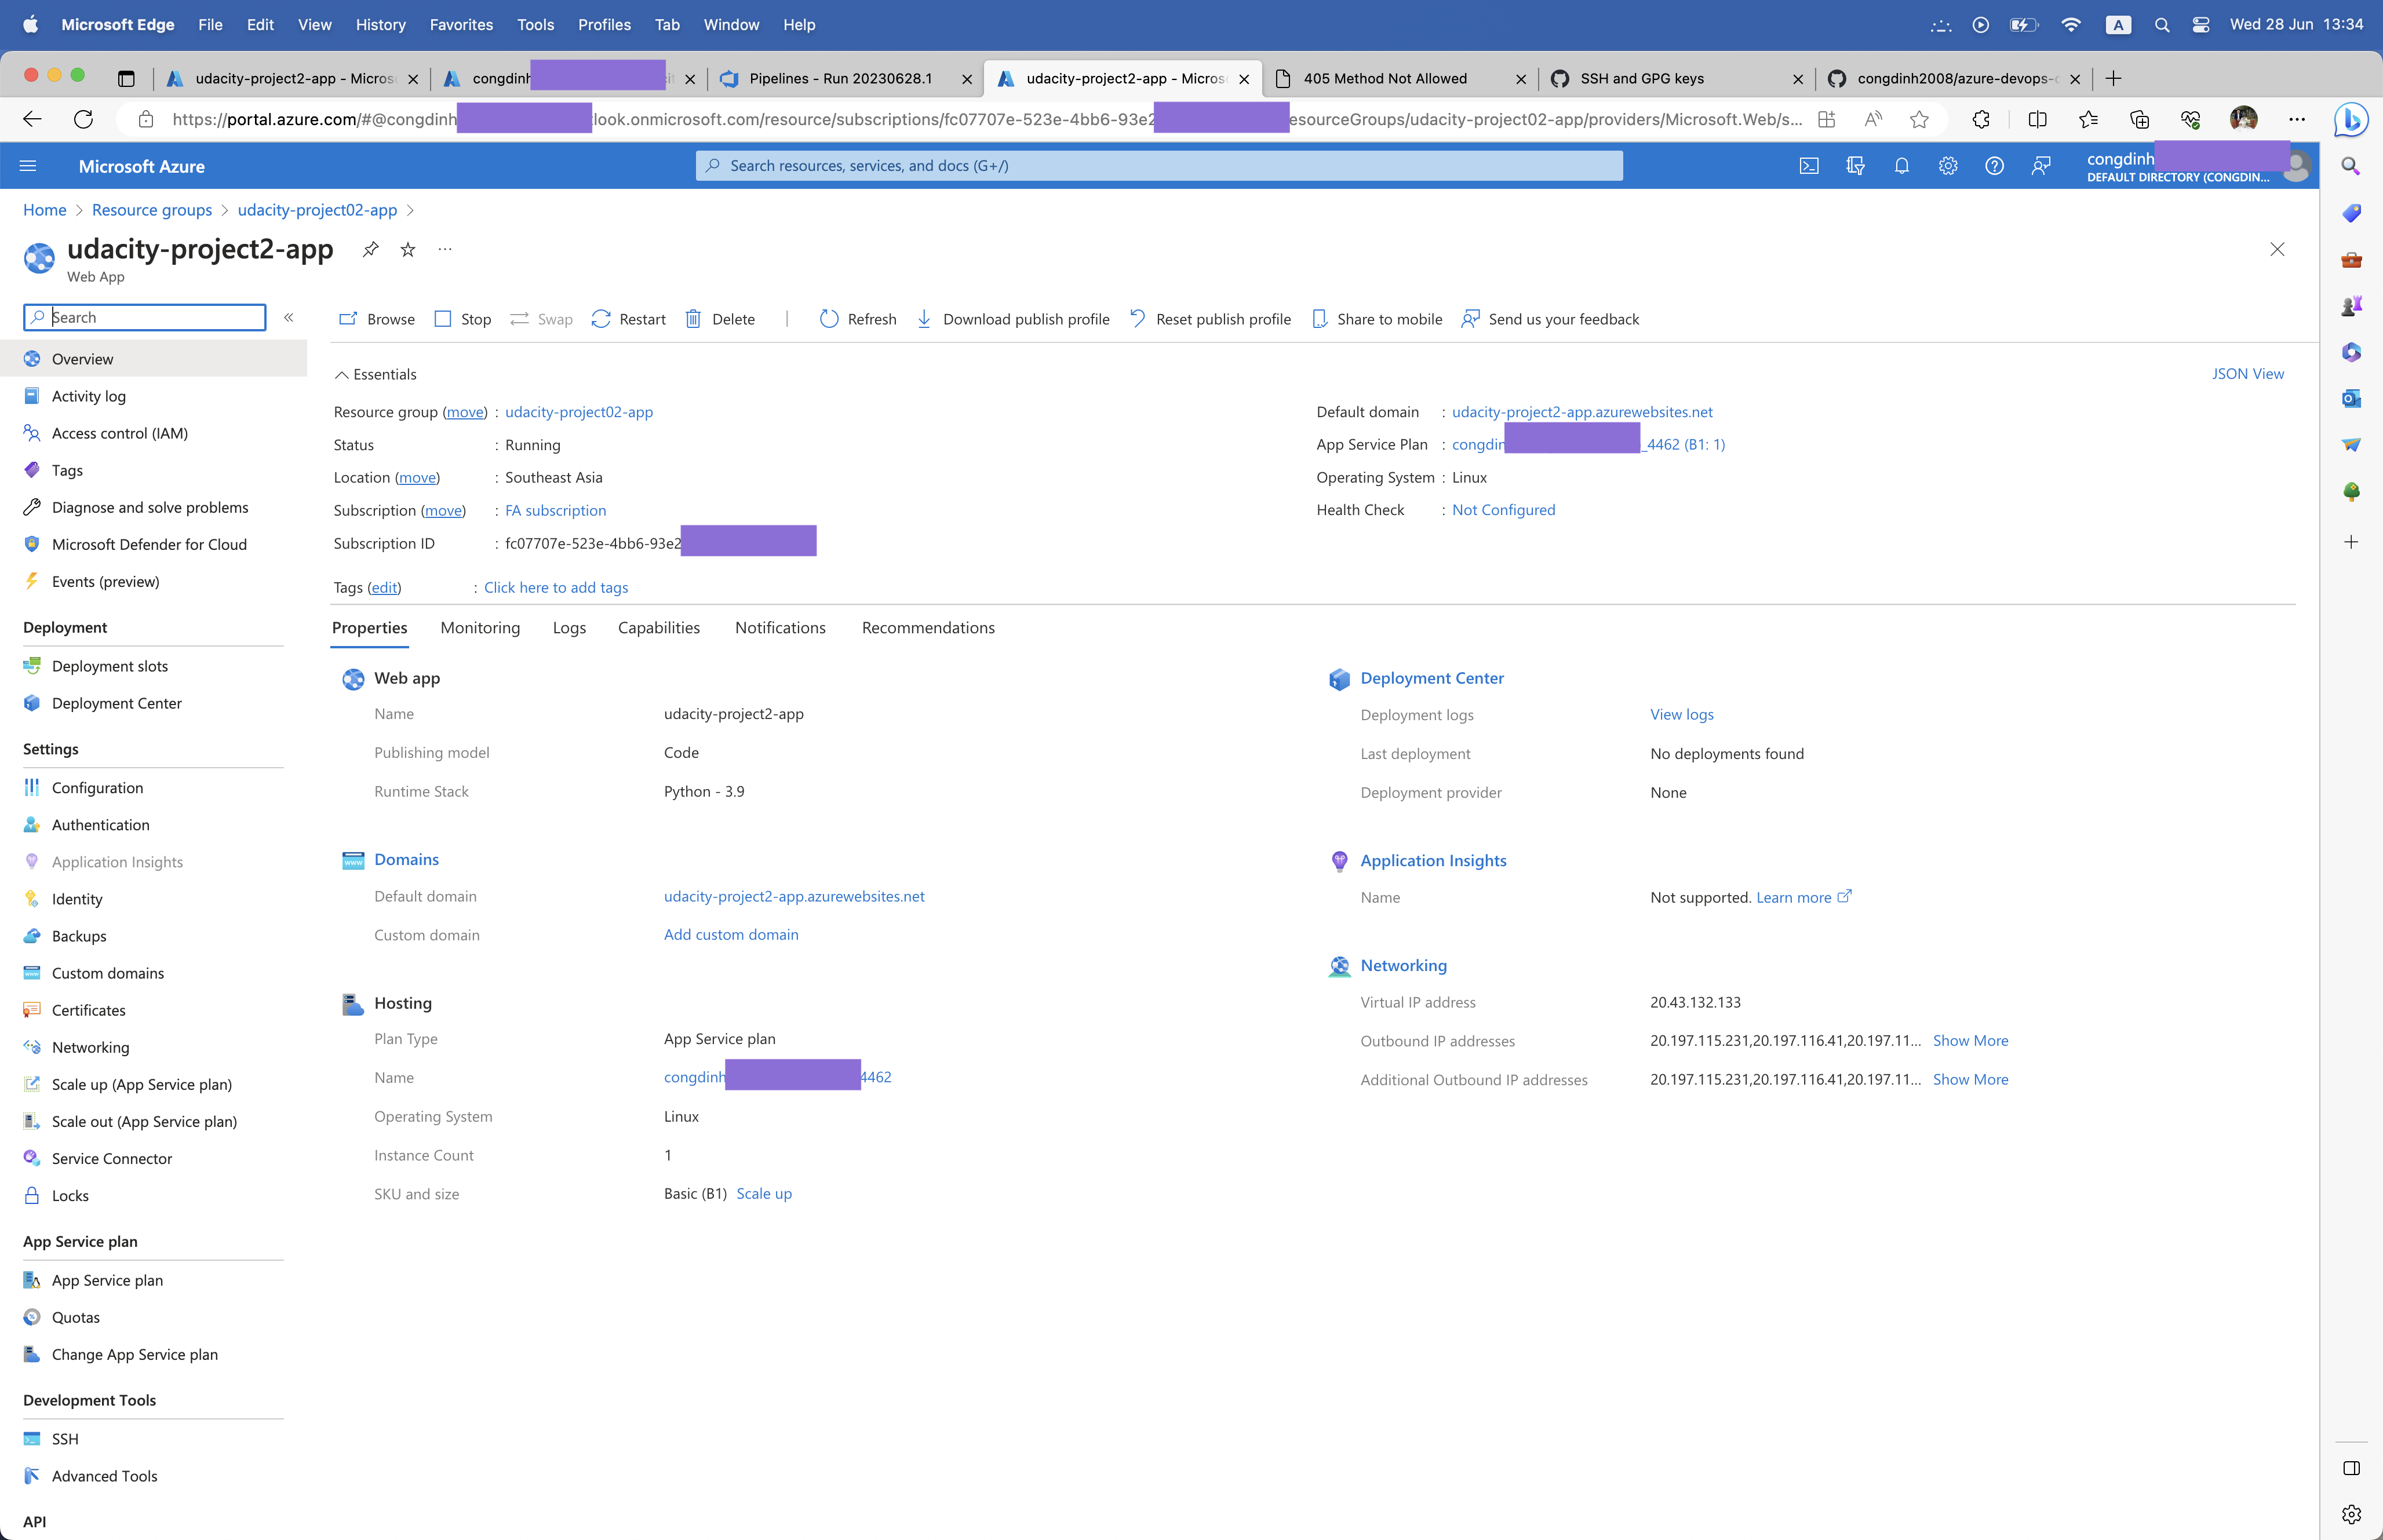 Microsoft Edge File Edit View History Favorites Tools Profiles Tab Window Help A Wed 28 Jun 13:34
udacity-project2-app - Micros congdinh Pipelines - Run 20230628.1 udacity-project2-app - Micros 405 Method Not Allowed SSH and GPG keys congdinh2008/azure-devops-
https://portal.azure.com/#@congdinh look.onmicrosoft.com/resource/subscriptions/fc07707e-523e-4bb6-93e2 esourceGroups/udacity-project02-app/providers/Microsoft.Web/s...
Microsoft Azure Search resources, services, and docs (G+/) congdinh
DEFAULT DIRECTORY (CONGDIN...
Home > Resource groups > udacity-project02-app >
udacity-project2-app
Web App
Search « Browse Stop Swap Restart Delete | Refresh Download publish profile Reset publish profile Share to mobile Send us your feedback
Overview
Activity log
Access control (IAM)
Tags
Diagnose and solve problems
Microsoft Defender for Cloud
Events (preview)
Deployment
Deployment slots
Deployment Center
Settings
Configuration
Authentication
Application Insights
Identity
Backups
Custom domains
Certificates
Networking
Scale up (App Service plan)
Scale out (App Service plan)
Service Connector
Locks
App Service plan
App Service plan
Quotas
Change App Service plan
Development Tools
SSH
Advanced Tools
API
Essentials JSON View
Resource group (move) : udacity-project02-app
Status : Running
Location (move) : Southeast Asia
Subscription (move) : FA subscription
Subscription ID : fc07707e-523e-4bb6-93e2
Default domain : udacity-project2-app.azurewebsites.net
App Service Plan : congdin _4462 (B1: 1)
Operating System : Linux
Health Check : Not Configured
Tags (edit) : Click here to add tags
Properties Monitoring Logs Capabilities Notifications Recommendations
Web app
Name udacity-project2-app
Publishing model Code
Runtime Stack Python - 3.9
Domains
Default domain udacity-project2-app.azurewebsites.net
Custom domain Add custom domain
Hosting
Plan Type App Service plan
Name congdinh 4462
Operating System Linux
Instance Count 1
SKU and size Basic (B1) Scale up
Deployment Center
Deployment logs View logs
Last deployment No deployments found
Deployment provider None
Application Insights
Name Not supported. Learn more
Networking
Virtual IP address 20.43.132.133
Outbound IP addresses 20.197.115.231,20.197.116.41,20.197.11... Show More
Additional Outbound IP addresses 20.197.115.231,20.197.116.41,20.197.11... Show More